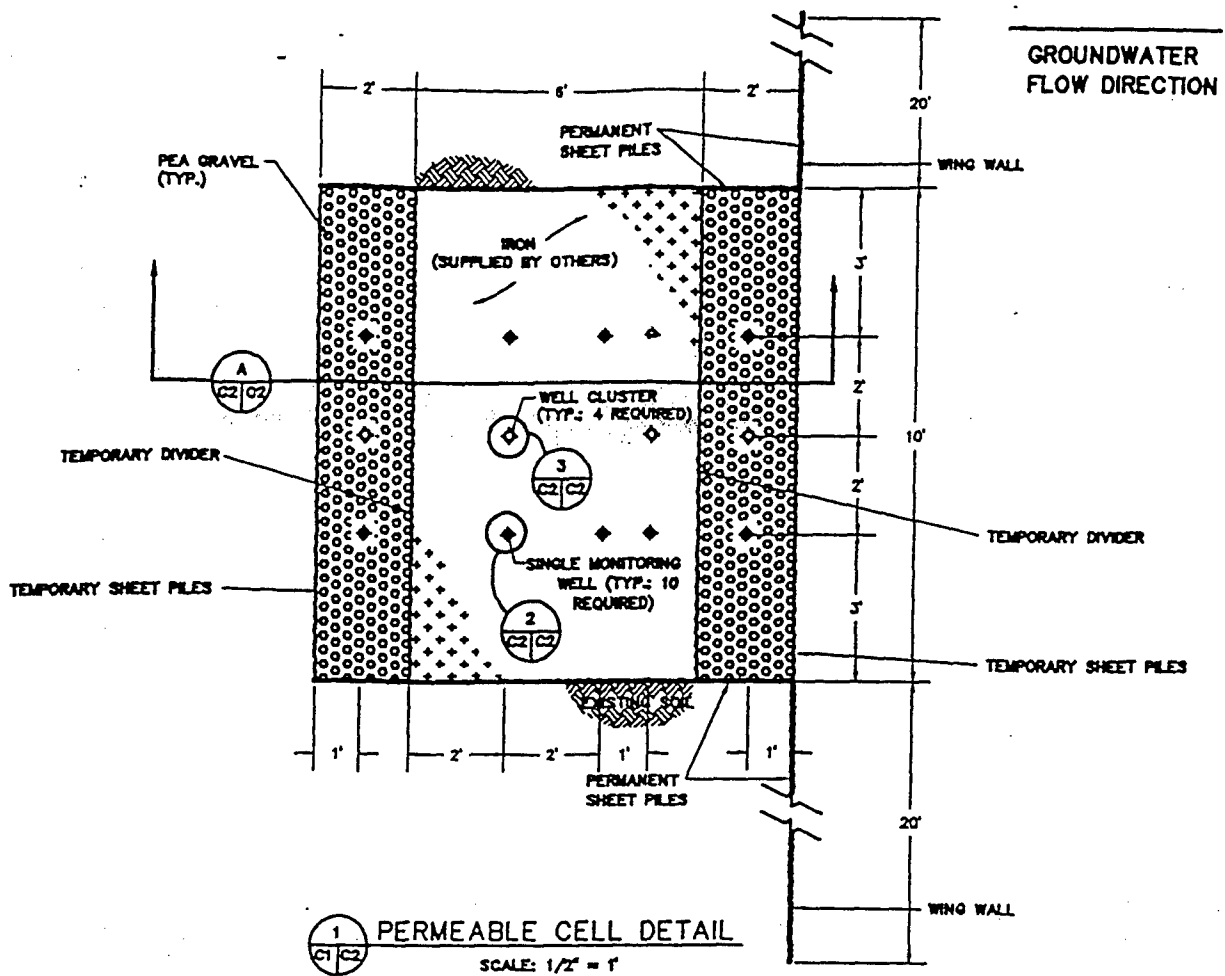 GROUNDWATER
FLOW DIRECTION
2'
6'
2'
20'
PERMANENT
SHEET PILES
WING WALL
PEA GRAVEL
(TYP.)
IRON
(SUPPLIED BY OTHERS)
3'
A
C2 C2
WELL CLUSTER
(TYP.: 4 REQUIRED)
2'
10'
TEMPORARY DIVIDER
3
C2 C2
2'
TEMPORARY DIVIDER
SINGLE MONITORING
WELL (TYP.: 10
REQUIRED)
TEMPORARY SHEET PILES
2
C2 C2
3'
TEMPORARY SHEET PILES
EXISTING SOIL
1'
2'
2'
1'
1'
PERMANENT
SHEET PILES
20'
WING WALL
1
C1 C2
PERMEABLE CELL DETAIL
SCALE: 1/2" = 1'